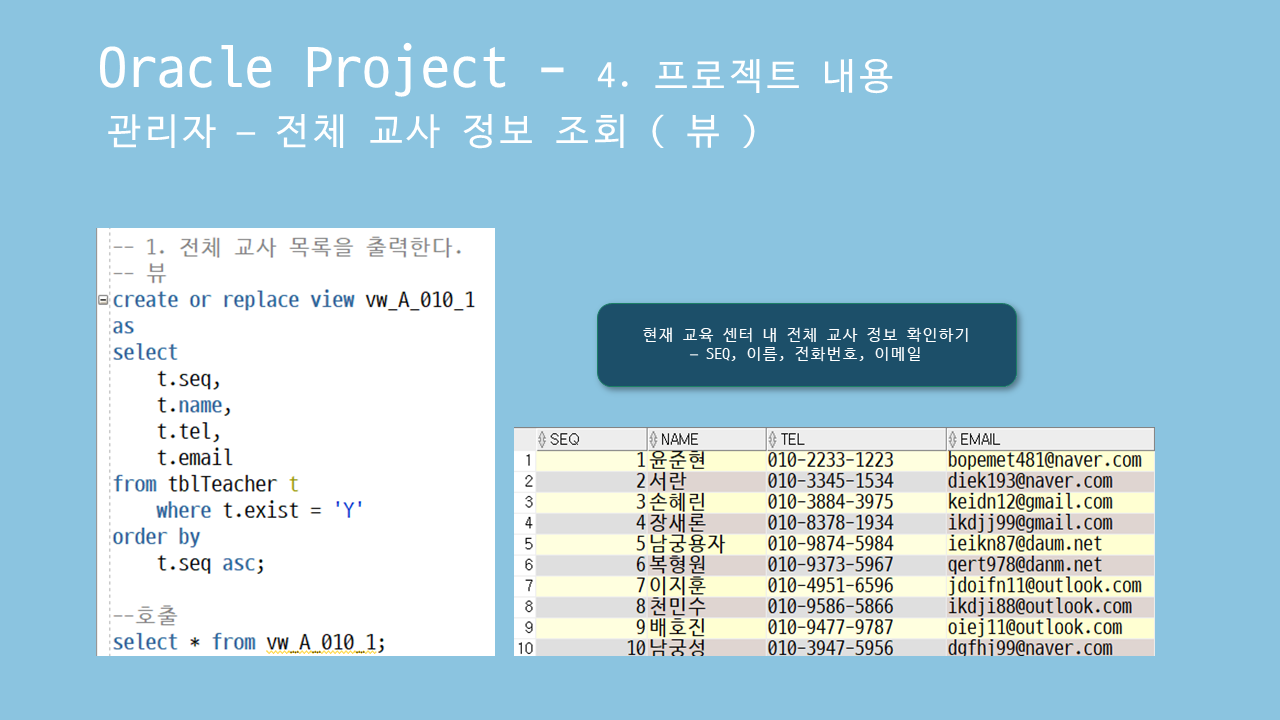 Oracle Project - 4. 프로젝트 내용
관리자 – 전체 교사 정보 조회 ( 뷰 )
-- 1. 전체 교사 목록을 출력한다.
-- 뷰
create or replace view vw_A_010_1
as
select
t.seq,
t.name,
t.tel,
t.email
from tblTeacher t
where t.exist = 'Y'
order by
t.seq asc;
--호출
select * from vw_A_010_1;
현재 교육 센터 내 전체 교사 정보 확인하기
– SEQ, 이름, 전화번호, 이메일
SEQ NAME TEL EMAIL
1 1 윤준현 010-2233-1223 bopemet481@naver.com
2 2 서란 010-3345-1534 diek193@naver.com
3 3 손혜린 010-3884-3975 keidn12@gmail.com
4 4 장새론 010-8378-1934 ikdjj99@gmail.com
5 5 남궁용자 010-9874-5984 ieikn87@daum.net
6 6 복형원 010-9373-5967 qert978@danm.net
7 7 이지훈 010-4951-6596 jdoifn11@outlook.com
8 8 천민수 010-9586-5866 ikdji88@outlook.com
9 9 배호진 010-9477-9787 oiej11@outlook.com
10 10 남궁성 010-3947-5956 dgfhj99@naver.com